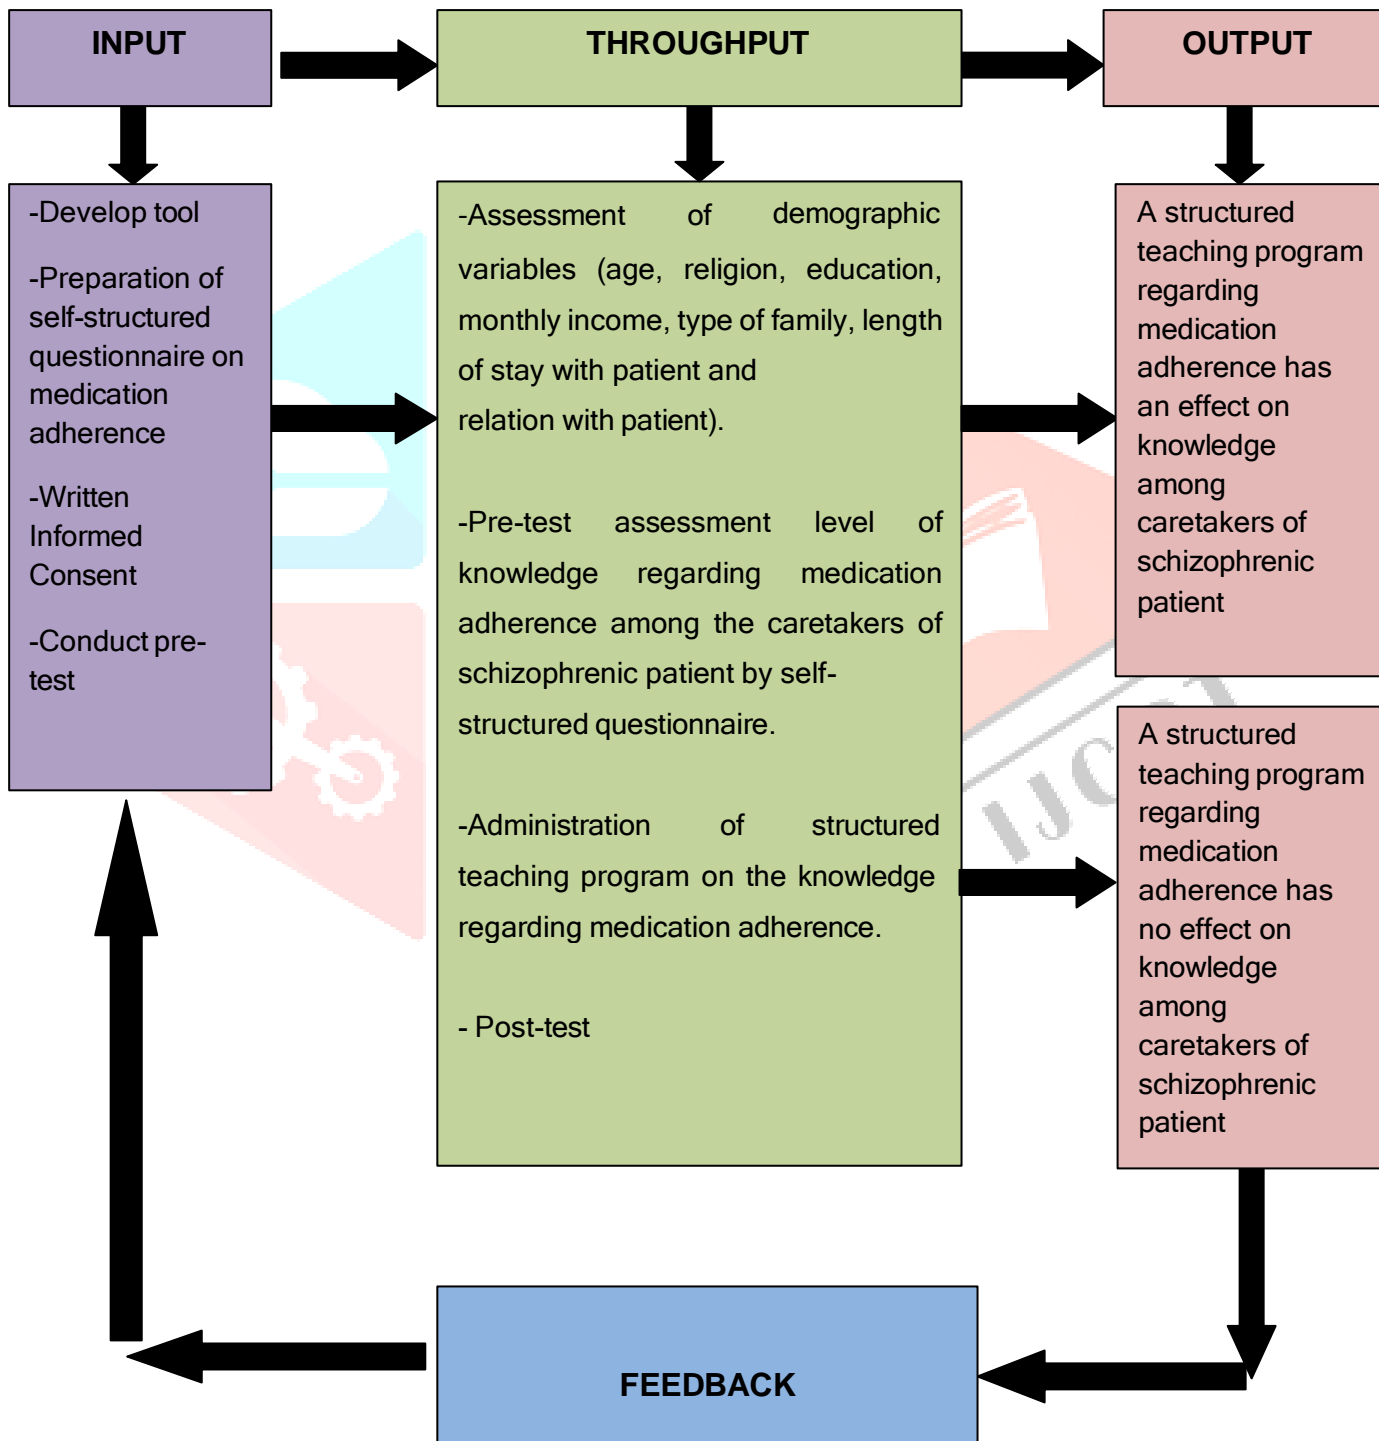 INPUT
THROUGHPUT
OUTPUT
-Develop tool
-Preparation of
self-structured
questionnaire on
medication
adherence
-Written
Informed
Consent
-Conduct pre-
test
-Assessment of demographic
variables (age, religion, education,
monthly income, type of family, length
of stay with patient and
relation with patient).
-Pre-test assessment level of
knowledge regarding medication
adherence among the caretakers of
schizophrenic patient by self-
structured questionnaire.
-Administration of structured
teaching program on the knowledge
regarding medication adherence.
- Post-test
A structured
teaching program
regarding
medication
adherence has
an effect on
knowledge
among
caretakers of
schizophrenic
patient
A structured
teaching program
regarding
medication
adherence has
no effect on
knowledge
among
caretakers of
schizophrenic
patient
FEEDBACK